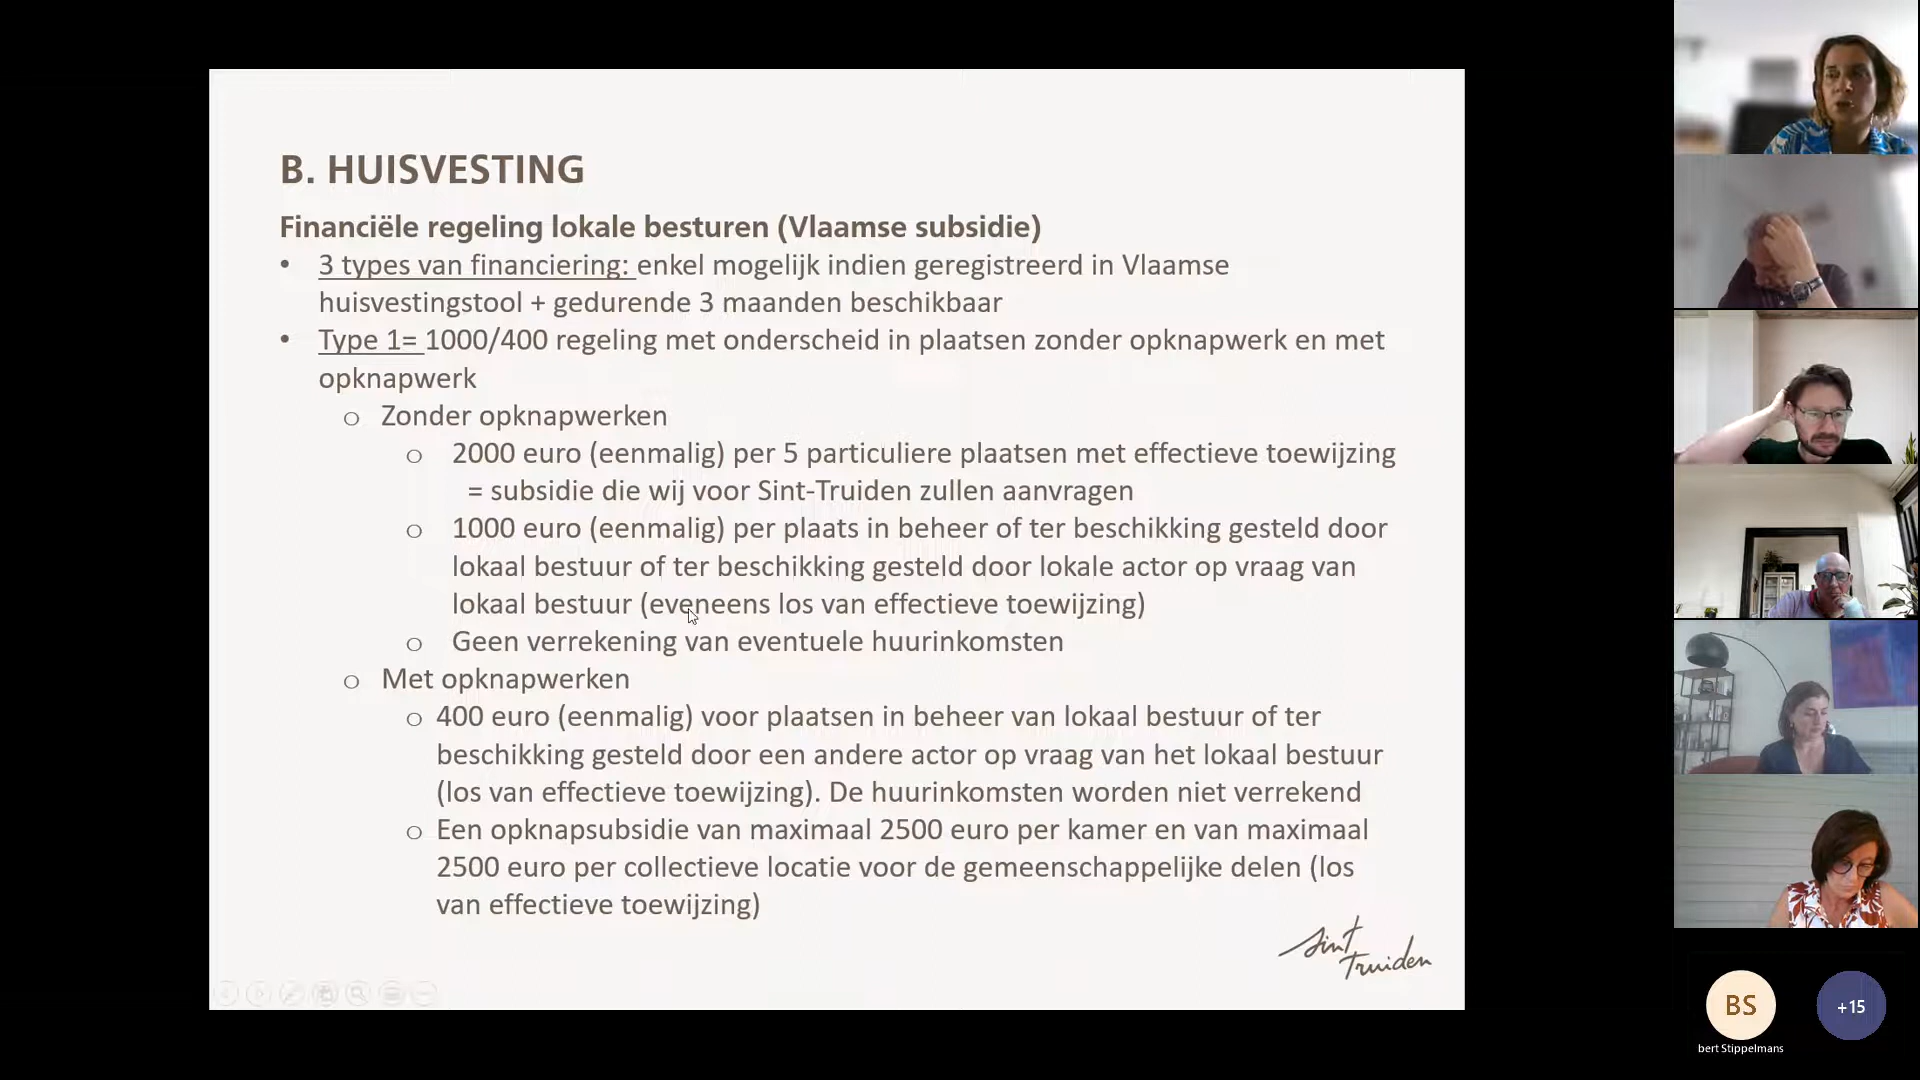 B. HUISVESTING
Financiële regeling lokale besturen (Vlaamse subsidie)
• 3 types van financiering: enkel mogelijk indien geregistreerd in Vlaamse
huisvestingstool + gedurende 3 maanden beschikbaar
• Type 1= 1000/400 regeling met onderscheid in plaatsen zonder opknapwerk en met
opknapwerk
o Zonder opknapwerken
o 2000 euro (eenmalig) per 5 particuliere plaatsen met effectieve toewijzing
= subsidie die wij voor Sint-Truiden zullen aanvragen
o 1000 euro (eenmalig) per plaats in beheer of ter beschikking gesteld door
lokaal bestuur of ter beschikking gesteld door lokale actor op vraag van
lokaal bestuur (eveneens los van effectieve toewijzing)
o Geen verrekening van eventuele huurinkomsten
o Met opknapwerken
o 400 euro (eenmalig) voor plaatsen in beheer van lokaal bestuur of ter
beschikking gesteld door een andere actor op vraag van het lokaal bestuur
(los van effectieve toewijzing). De huurinkomsten worden niet verrekend
o Een opknapsubsidie van maximaal 2500 euro per kamer en van maximaal
2500 euro per collectieve locatie voor de gemeenschappelijke delen (los
van effectieve toewijzing)
Sint
Truiden
BS
+15
bert Stippelmans